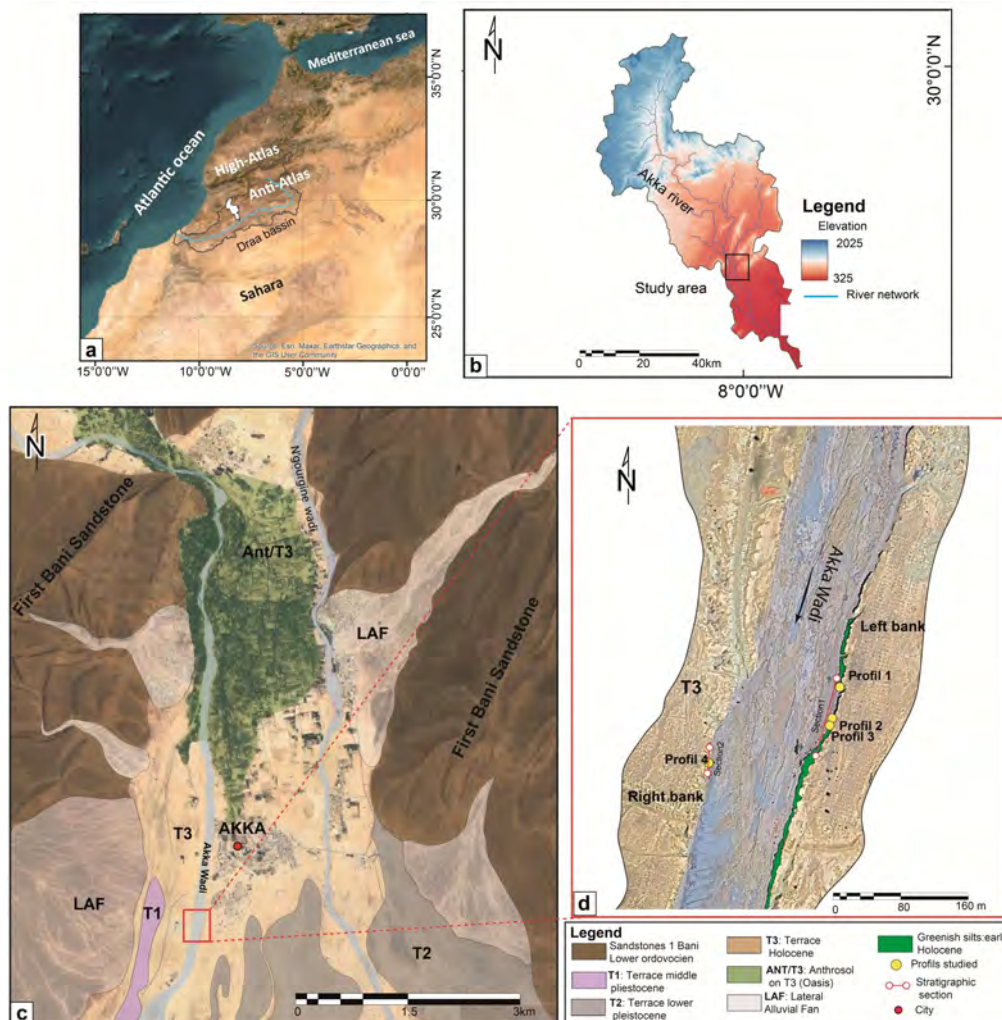 N
Mediterranean sea
Atlantic ocean
High-Atlas
Anti-Atlas
Draa bassin
Sahara
Source: Esri, Maxar, Earthstar Geographics, and
the GIS User Community
a
35°0'0"N
30°0'0"N
25°0'0"N
15°0'0"W
10°0'0"W
5°0'0"W
0°0'0"
N
30°0'0"N
Akka river
Study area
Legend
Elevation
2025
325
River network
0
20
40km
b
8°0'0"W
N
N'gourgine wadi
First Bani Sandstone
Ant/T3
LAF
First Bani Sandstone
AKKA
T3
Akka Wadi
LAF
T1
T2
0
1.5
3km
c
N
Akka Wadi
Left bank
T3
Profil 1
Section1
Profil 2
Profil 3
Profil 4
Section2
Right bank
0
80
160 m
d
Legend
Sandstones 1 Bani
Lower ordovocien
T1: Terrace middle
pliestocene
T2: Terrace lower
pleistocene
T3: Terrace
Holocene
ANT/T3: Anthrosol
on T3 (Oasis)
LAF: Lateral
Alluvial Fan
Greenish silts:earl
Holocene
Profils studied
Stratigraphic
section
City